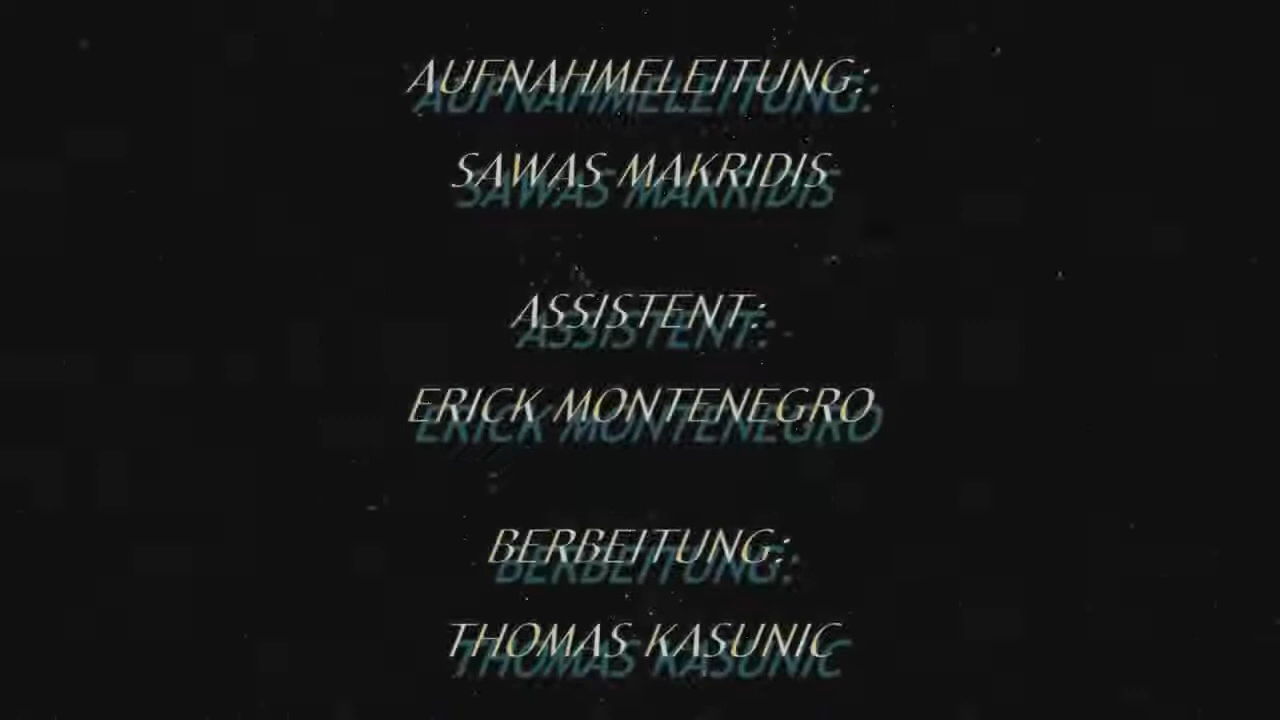 AUFNAHMELEITUNG:
SAWAS MAKRIDIS
ASSISTENT:
ERICK MONTENEGRO
BERBEITUNG:
THOMAS KASUNIC